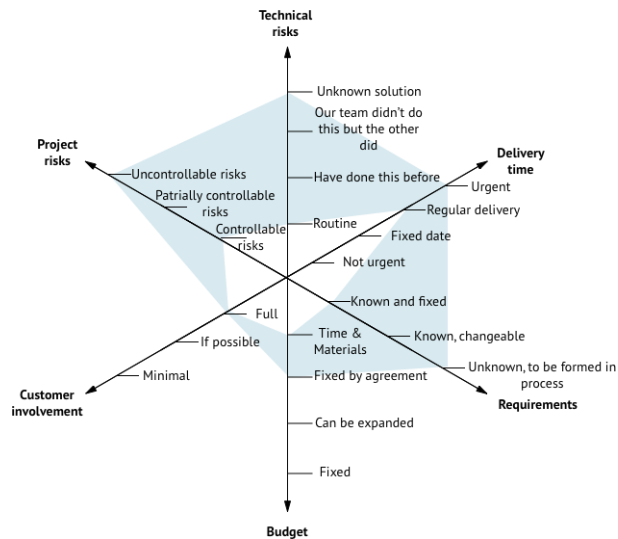 Technical
risks
Unknown solution
Our team didn't do
this but the other
did
Project
risks
Delivery
time
Uncontrollable risks
Have done this before
Urgent
Patrially controllable
risks
Regular delivery
Controllable
risks
Routine
Fixed date
Not urgent
Known and fixed
Full
Time &
Materials
Known, changeable
If possible
Minimal
Fixed by agreement
Unknown, to be formed in
process
Customer
involvement
Requirements
Can be expanded
Fixed
Budget